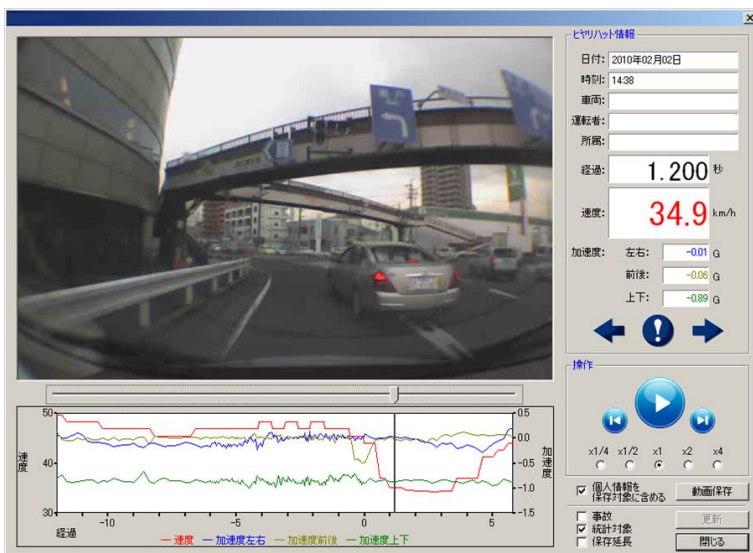 ヒヤリハット情報
日付: 2010年02月02日
時刻: 14:38
車両:
運転者:
所属:
経過: 1.200 秒
速度: 34.9 km/h
加速度: 左右: -0.01 G
前後: -0.06 G
上下: -0.89 G
操作
x1/4 x1/2 x1 x2 x4
個人情報を
保存対象に含める
動画保存
事故
統計対象
保存延長
更新
閉じる
速度
50
40
30
-10 -5 0 5
経過
加速度
0.5
0.0
-0.5
-1.0
-1.5
速度 加速度左右 加速度前後 加速度上下